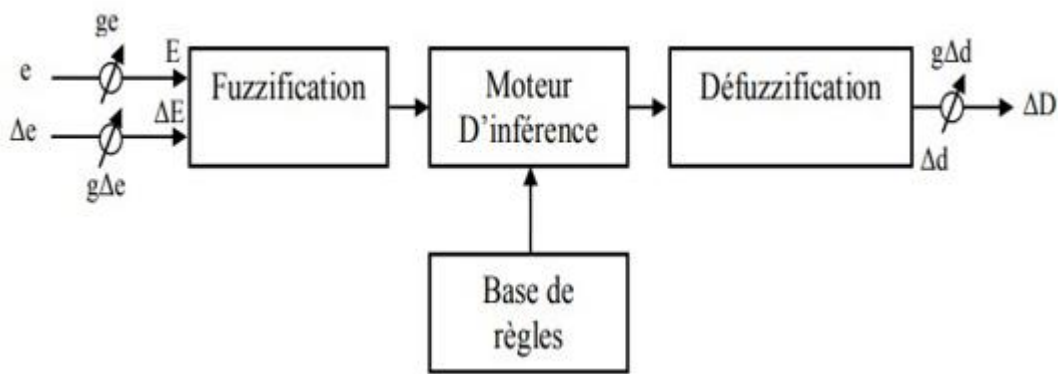 ge
e
E
Δe
ΔE
gΔe
Fuzzification
Moteur
D'inférence
Défuzzification
gΔd
ΔD
Δd
Base de
règles